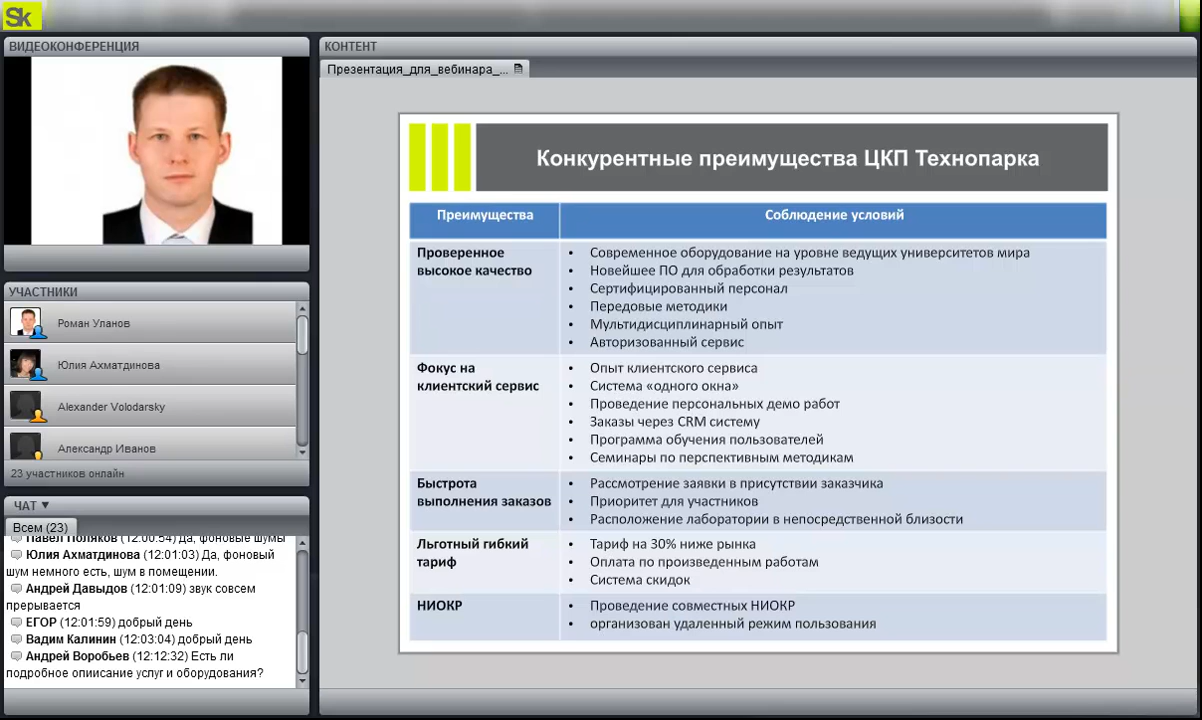 Sk
ВИДЕОКОНФЕРЕНЦИЯ
УЧАСТНИКИ
Роман Уланов
Юлия Ахматдинова
Alexander Volodarsky
Александр Иванов
23 участников онлайн
ЧАТ ▼
Всем (23)
Павел Поляков (12:00:54) Да, фоновые шумы
Юлия Ахматдинова (12:01:03) Да, фоновый
шум немного есть, шум в помещении.
Андрей Давыдов (12:01:09) звук совсем
прерывается
ЕГОР (12:01:59) добрый день
Вадим Калинин (12:03:04) добрый день
Андрей Воробьев (12:12:32) Есть ли
подробное опиисание услуг и оборудования?
КОНТЕНТ
Презентация_для_вебинара_...
Конкурентные преимущества ЦКП Технопарка
Преимущества
Соблюдение условий
Проверенное
высокое качество
• Современное оборудование на уровне ведущих университетов мира
• Новейшее ПО для обработки результатов
• Сертифицированный персонал
• Передовые методики
• Мультидисциплинарный опыт
• Авторизованный сервис
Фокус на
клиентский сервис
• Опыт клиентского сервиса
• Система «одного окна»
• Проведение персональных демо работ
• Заказы через CRM систему
• Программа обучения пользователей
• Семинары по перспективным методикам
Быстрота
выполнения заказов
• Рассмотрение заявки в присутствии заказчика
• Приоритет для участников
• Расположение лаборатории в непосредственной близости
Льготный гибкий
тариф
• Тариф на 30% ниже рынка
• Оплата по произведенным работам
• Система скидок
НИОКР
• Проведение совместных НИОКР
• организован удаленный режим пользования